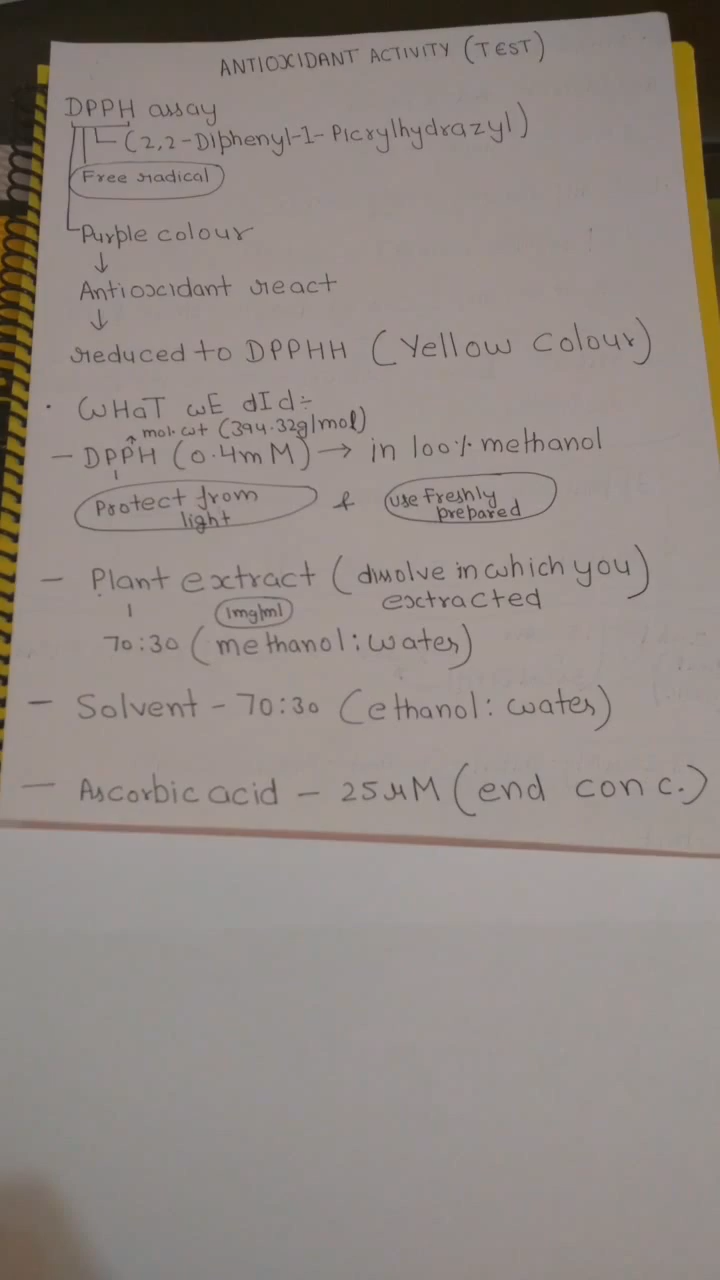 ANTIOXIDANT ACTIVITY (TEST)
DPPH assay
(2,2-Diphenyl-1-Picrylhydrazyl)
Free radical
Purple colour
↓
Antioxidant react
↓
reduced to DPPHH (Yellow Colour)
· WHaT wE dId÷
mol. wt (394.32g/mol)
- DPPH (0.4mM) → in 100% methanol
Protect from light & use Freshly prepared
- Plant extract (dissolve in which you extracted
1mg/ml
70:30 (methanol:water)
- Solvent - 70:30 (ethanol: water)
- Ascorbic acid - 25μM (end conc.)